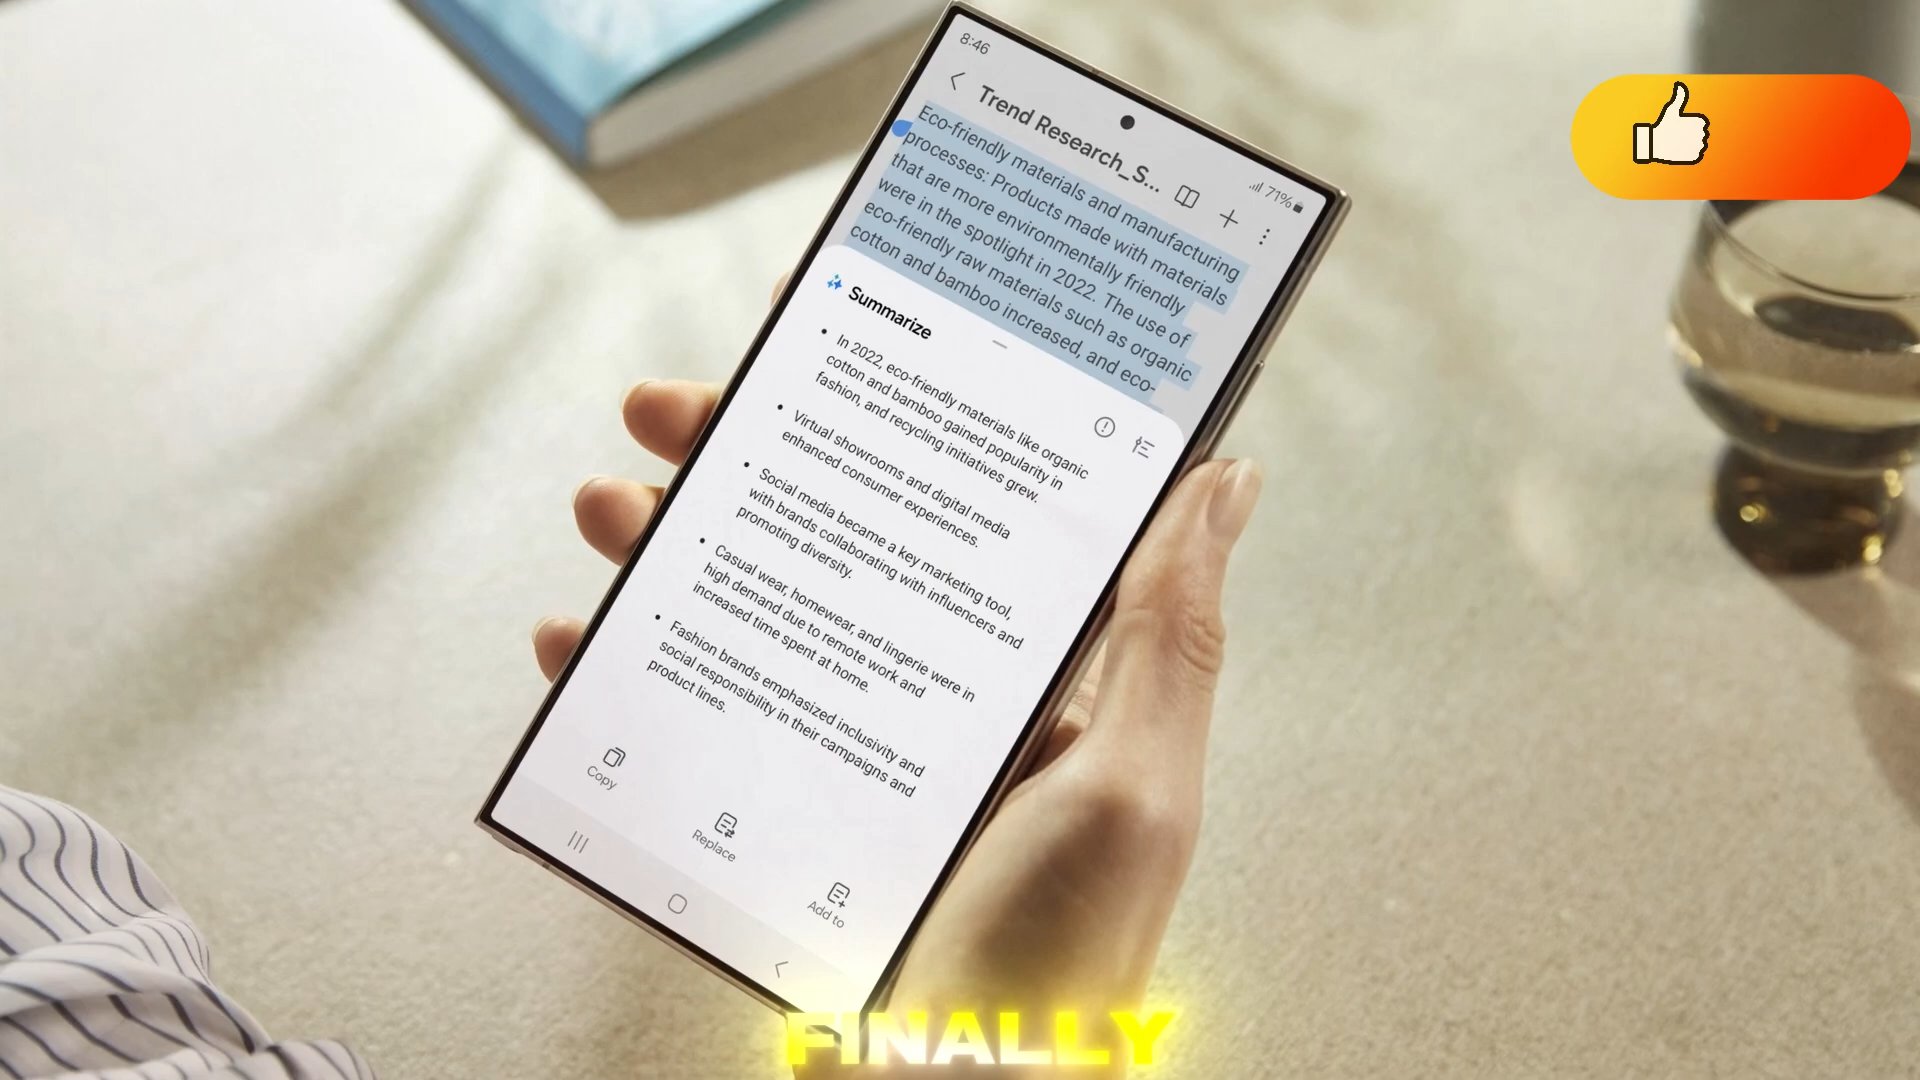 8:46
71%
Trend Research_S...
Eco-friendly materials and manufacturing
processes: Products made with materials
that are more environmentally friendly
were in the spotlight in 2022. The use of
eco-friendly raw materials such as organic
cotton and bamboo increased, and eco-
Summarize
• In 2022, eco-friendly materials like organic
cotton and bamboo gained popularity in
fashion, and recycling initiatives grew.
• Virtual showrooms and digital media
enhanced consumer experiences.
• Social media became a key marketing tool,
with brands collaborating with influencers and
promoting diversity.
• Casual wear, homewear, and lingerie were in
high demand due to remote work and
increased time spent at home.
• Fashion brands emphasized inclusivity and
social responsibility in their campaigns and
product lines.
Copy
Replace
Add to
FINALLY